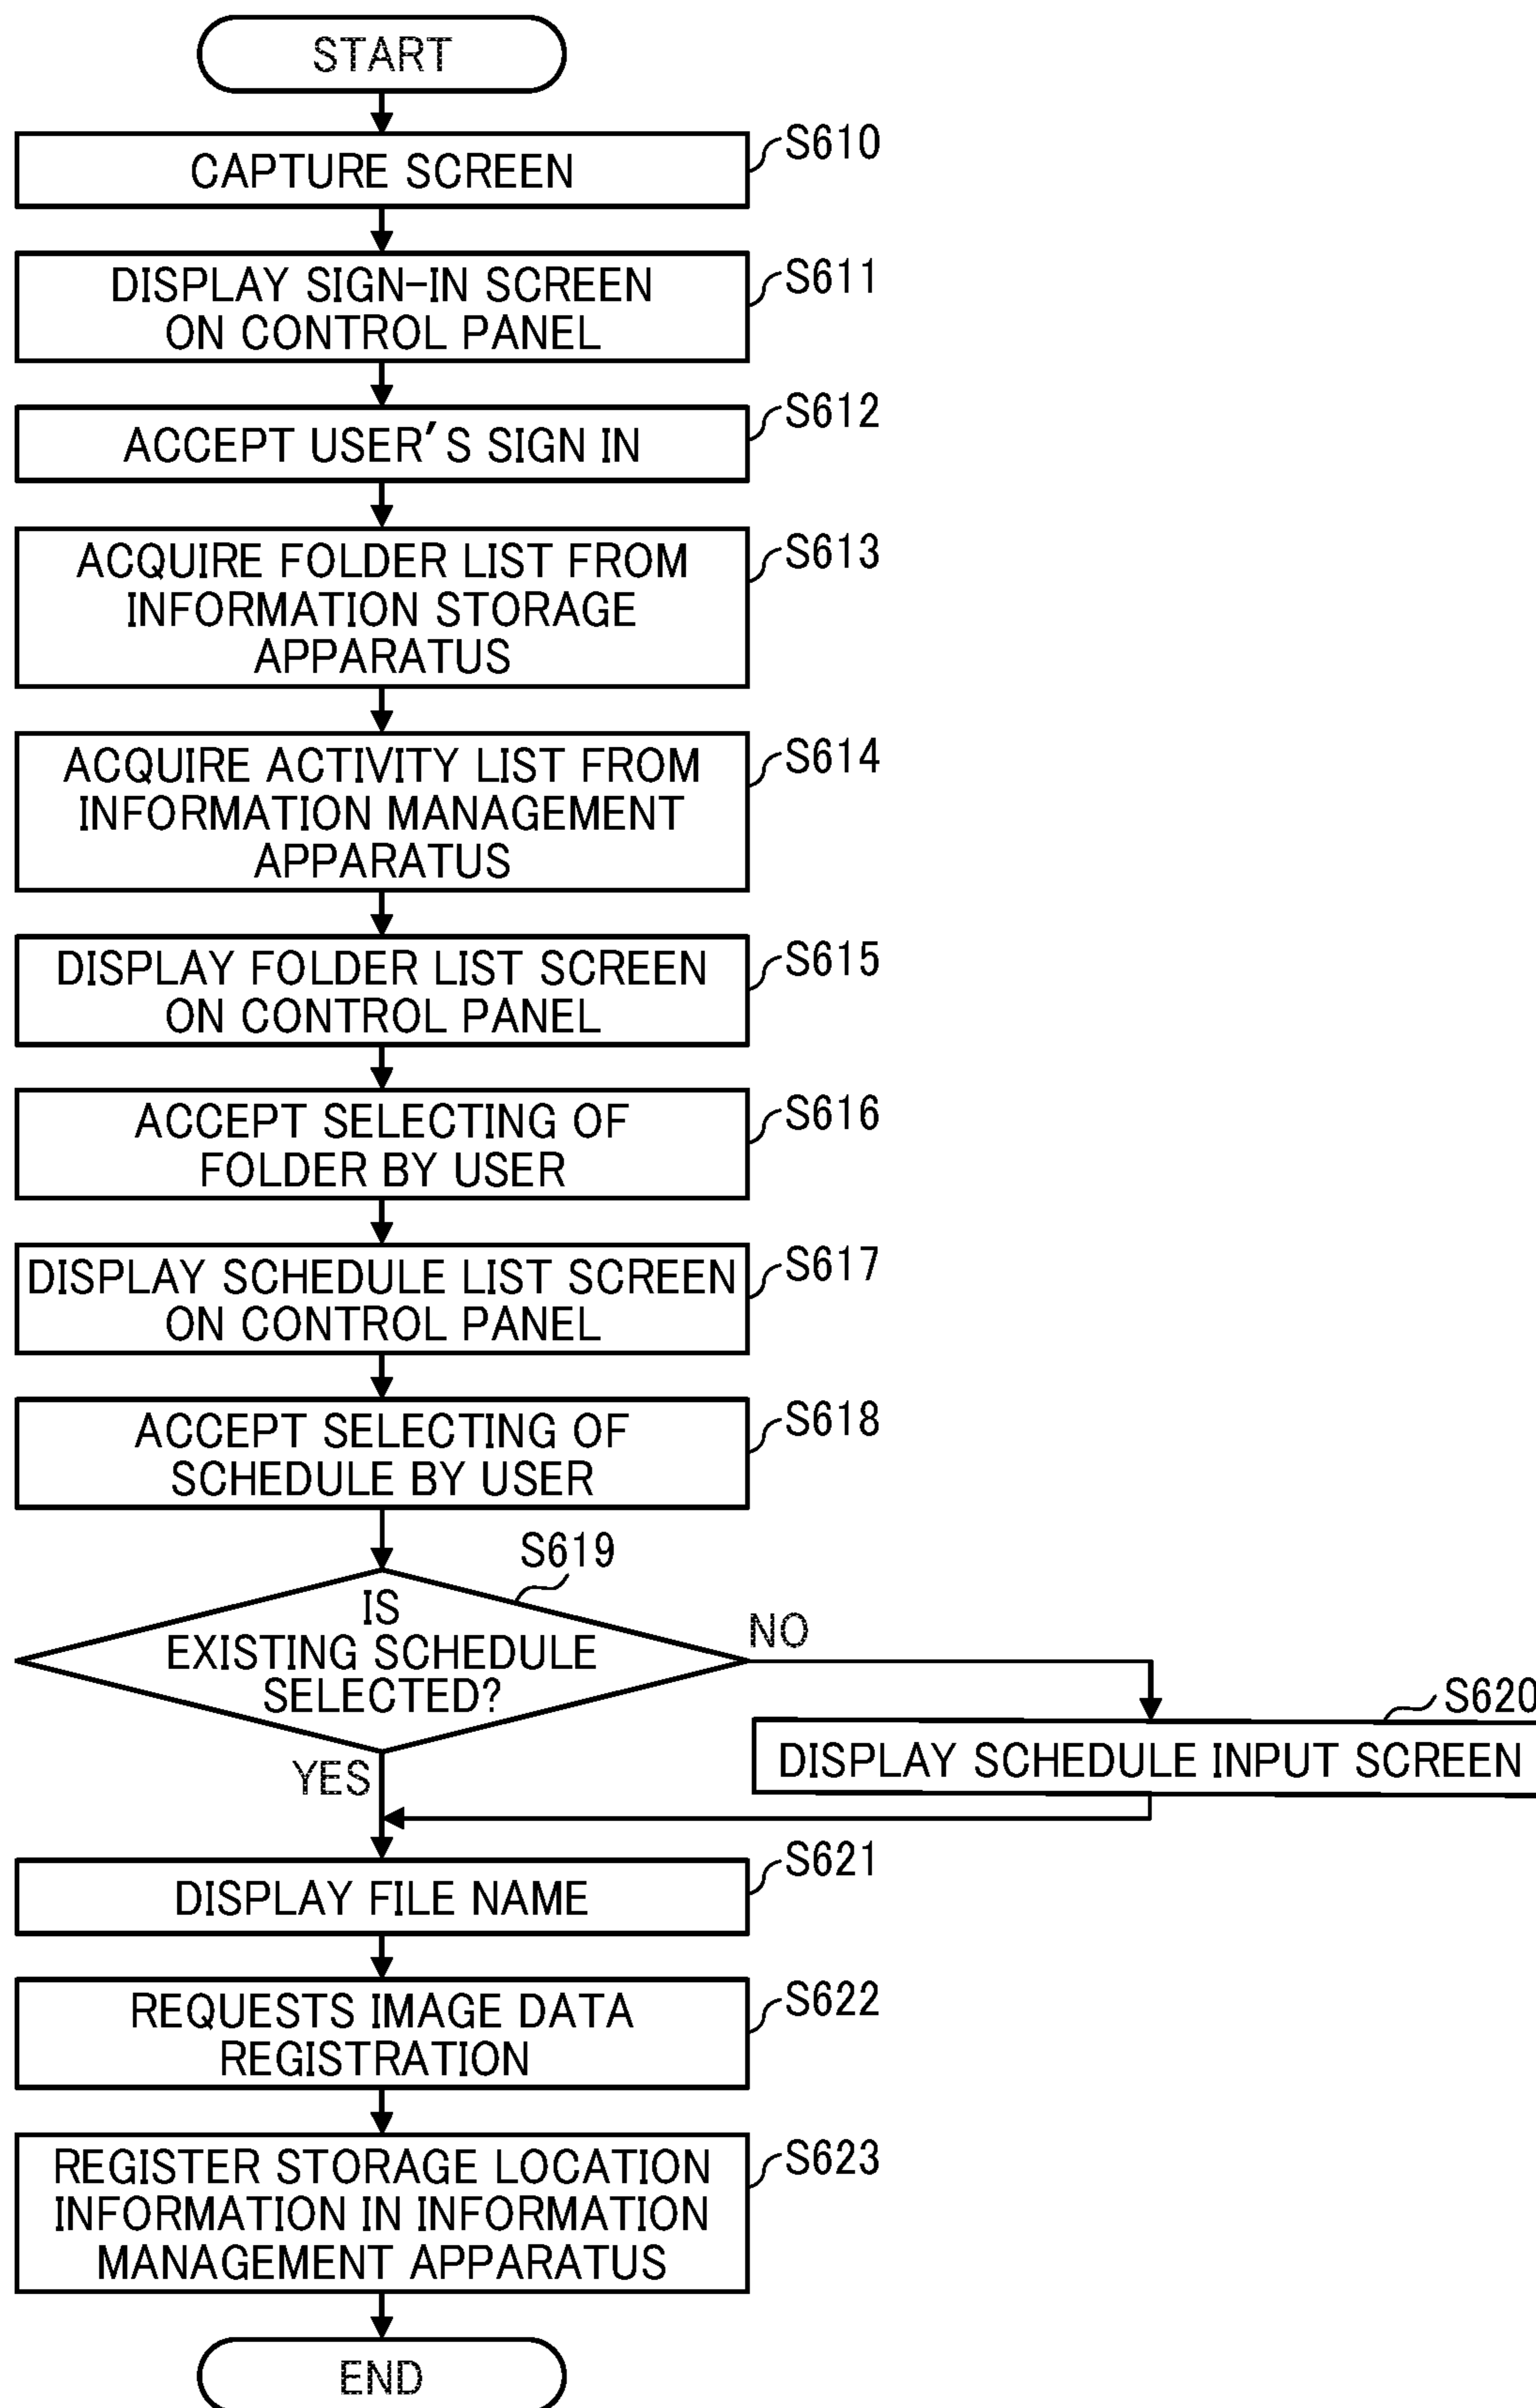 START
CAPTURE SCREEN
S610
DISPLAY SIGN-IN SCREEN
ON CONTROL PANEL
S611
ACCEPT USER'S SIGN IN
S612
ACQUIRE FOLDER LIST FROM
INFORMATION STORAGE
APPARATUS
S613
ACQUIRE ACTIVITY LIST FROM
INFORMATION MANAGEMENT
APPARATUS
S614
DISPLAY FOLDER LIST SCREEN
ON CONTROL PANEL
S615
ACCEPT SELECTING OF
FOLDER BY USER
S616
DISPLAY SCHEDULE LIST SCREEN
ON CONTROL PANEL
S617
ACCEPT SELECTING OF
SCHEDULE BY USER
S618
S619
IS
EXISTING SCHEDULE
SELECTED?
NO
YES
S620
DISPLAY SCHEDULE INPUT SCREEN
DISPLAY FILE NAME
S621
REQUESTS IMAGE DATA
REGISTRATION
S622
REGISTER STORAGE LOCATION
INFORMATION IN INFORMATION
MANAGEMENT APPARATUS
S623
END